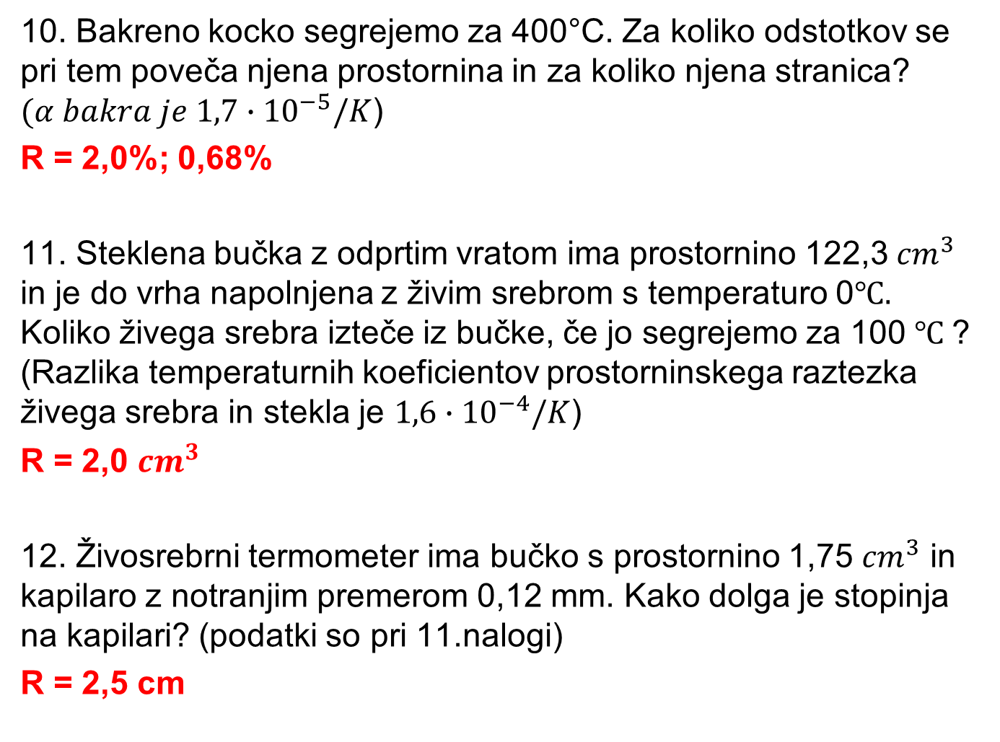 10. Bakreno kocko segrejemo za 400°C. Za koliko odstotkov se
pri tem poveča njena prostornina in za koliko njena stranica?
(α bakra je 1,7 · 10⁻⁵/K)
R = 2,0%; 0,68%
11. Steklena bučka z odprtim vratom ima prostornino 122,3 cm³
in je do vrha napolnjena z živim srebrom s temperaturo 0°C.
Koliko živega srebra izteče iz bučke, če jo segrejemo za 100 °C ?
(Razlika temperaturnih koeficientov prostorninskega raztezka
živega srebra in stekla je 1,6 · 10⁻⁴/K)
R = 2,0 cm³
12. Živosrebrni termometer ima bučko s prostornino 1,75 cm³ in
kapilaro z notranjim premerom 0,12 mm. Kako dolga je stopinja
na kapilari? (podatki so pri 11.nalogi)
R = 2,5 cm